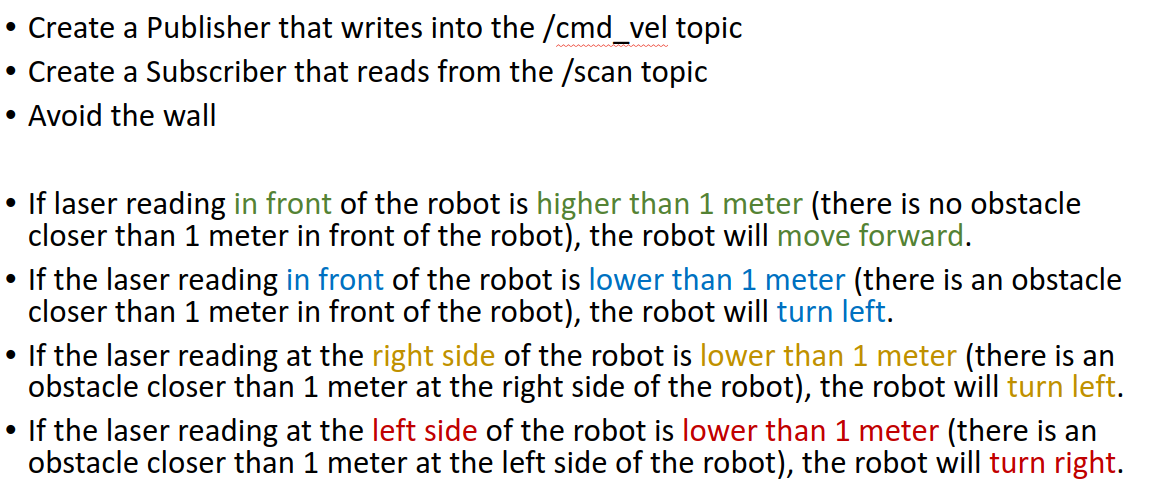 • Create a Publisher that writes into the /cmd_vel topic
• Create a Subscriber that reads from the /scan topic
• Avoid the wall
• If laser reading in front of the robot is higher than 1 meter (there is no obstacle
closer than 1 meter in front of the robot), the robot will move forward.
• If the laser reading in front of the robot is lower than 1 meter (there is an obstacle
closer than 1 meter in front of the robot), the robot will turn left.
• If the laser reading at the right side of the robot is lower than 1 meter (there is an
obstacle closer than 1 meter at the right side of the robot), the robot will turn left.
• If the laser reading at the left side of the robot is lower than 1 meter (there is an
obstacle closer than 1 meter at the left side of the robot), the robot will turn right.